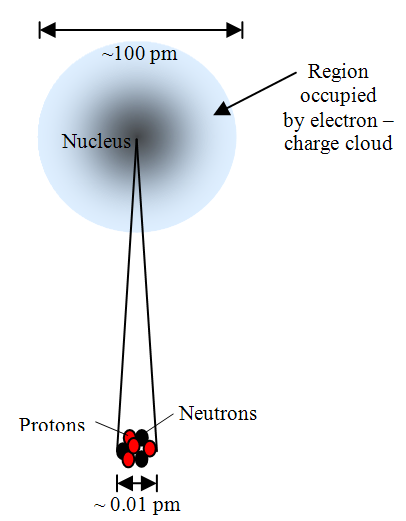 ~100 pm
Region
occupied
by electron –
charge cloud
Nucleus
Neutrons
Protons
~ 0.01 pm